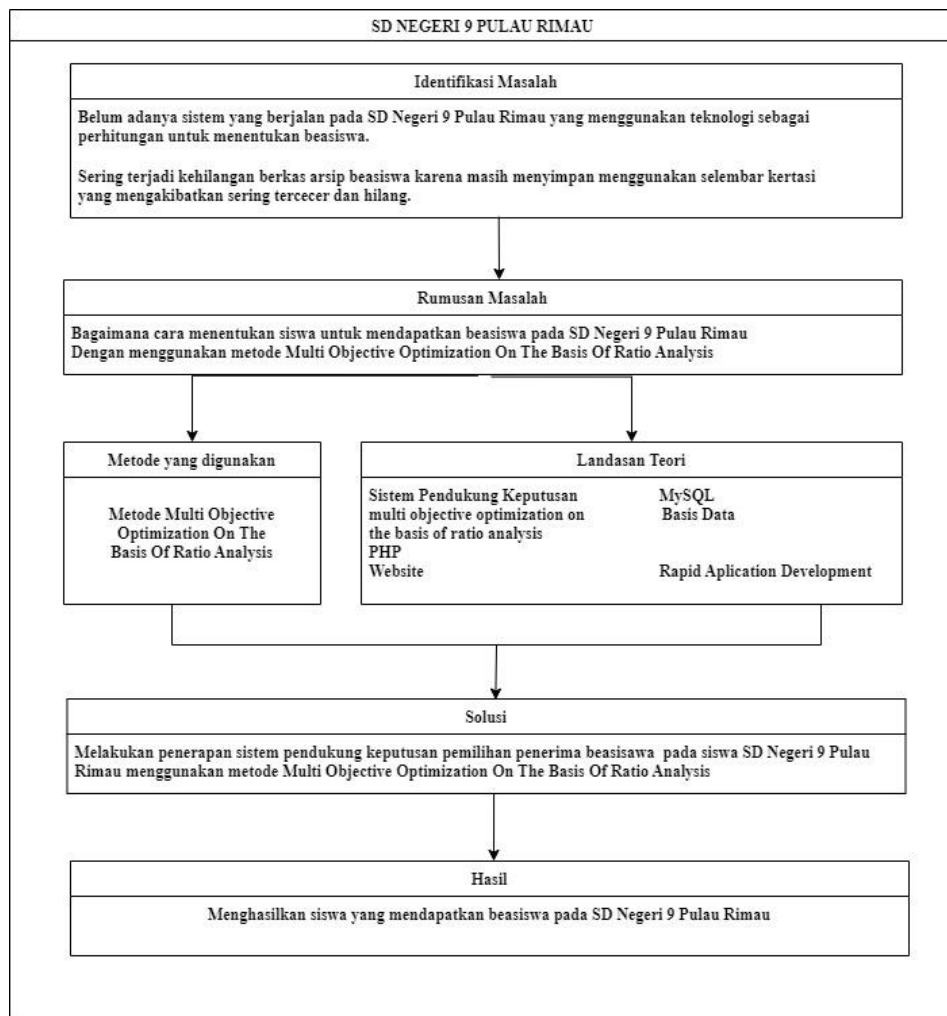 SD NEGERI 9 PULAU RIMAU
Identifikasi Masalah
Belum adanya sistem yang berjalan pada SD Negeri 9 Pulau Rimau yang menggunakan teknologi sebagai
perhitungan untuk menentukan beasiswa.
Sering terjadi kehilangan berkas arsip beasiswa karena masih menyimpan menggunakan selembar kertasi
yang mengakibatkan sering tercecer dan hilang.
Rumusan Masalah
Bagaimana cara menentukan siswa untuk mendapatkan beasiswa pada SD Negeri 9 Pulau Rimau
Dengan menggunakan metode Multi Objective Optimization On The Basis Of Ratio Analysis
Metode yang digunakan
Metode Multi Objective
Optimization On The
Basis Of Ratio Analysis
Landasan Teori
Sistem Pendukung Keputusan
multi objective optimization on
the basis of ratio analysis
PHP
Website
MySQL
Basis Data
Rapid Aplication Development
Solusi
Melakukan penerapan sistem pendukung keputusan pemilihan penerima beasisawa pada siswa SD Negeri 9 Pulau
Rimau menggunakan metode Multi Objective Optimization On The Basis Of Ratio Analysis
Hasil
Menghasilkan siswa yang mendapatkan beasiswa pada SD Negeri 9 Pulau Rimau